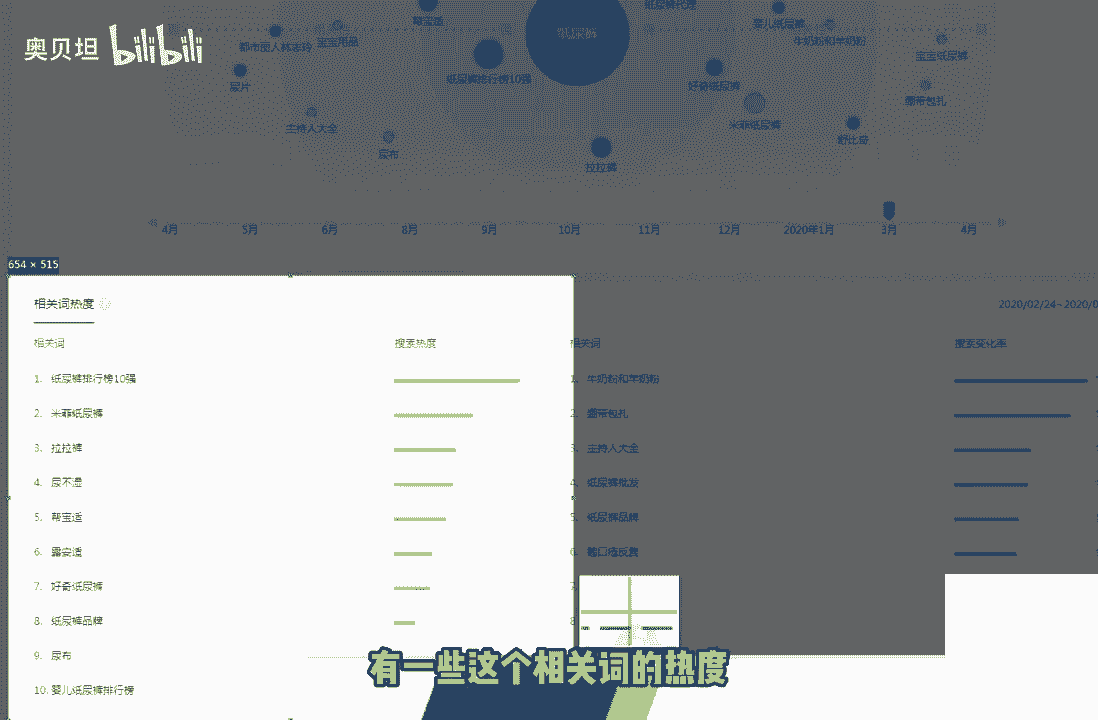 奥贝坦 bilibili
帮宝适
纸尿裤
纸尿裤代理
婴儿纸尿裤
牛奶粉和羊奶粉
都市园人林志玲
宝宝用品
宝宝纸尿裤
尿片
纸尿裤排行榜10强
好奇纸尿裤
绷带包扎
主持人大全
米菲纸尿裤
舒比奇
尿布
拉拉裤
4月 5月 6月 8月 9月 10月 11月 12月 2020年1月 3月 4月
654 × 515
相关词热度
2020/02/24~2020/0
相关词 搜索热度 相关词 搜索变化率
1. 纸尿裤排行榜10强 1. 牛奶粉和羊奶粉
2. 米菲纸尿裤 2. 绷带包扎
3. 拉拉裤 3. 主持人大全
4. 尿不湿 4. 纸尿裤批发
5. 帮宝适 5. 纸尿裤品牌
6. 露安适 6.
7. 好奇纸尿裤 7.
8. 纸尿裤品牌 8
9. 尿布
10. 婴儿纸尿裤排行榜
有一些这个相关词的热度